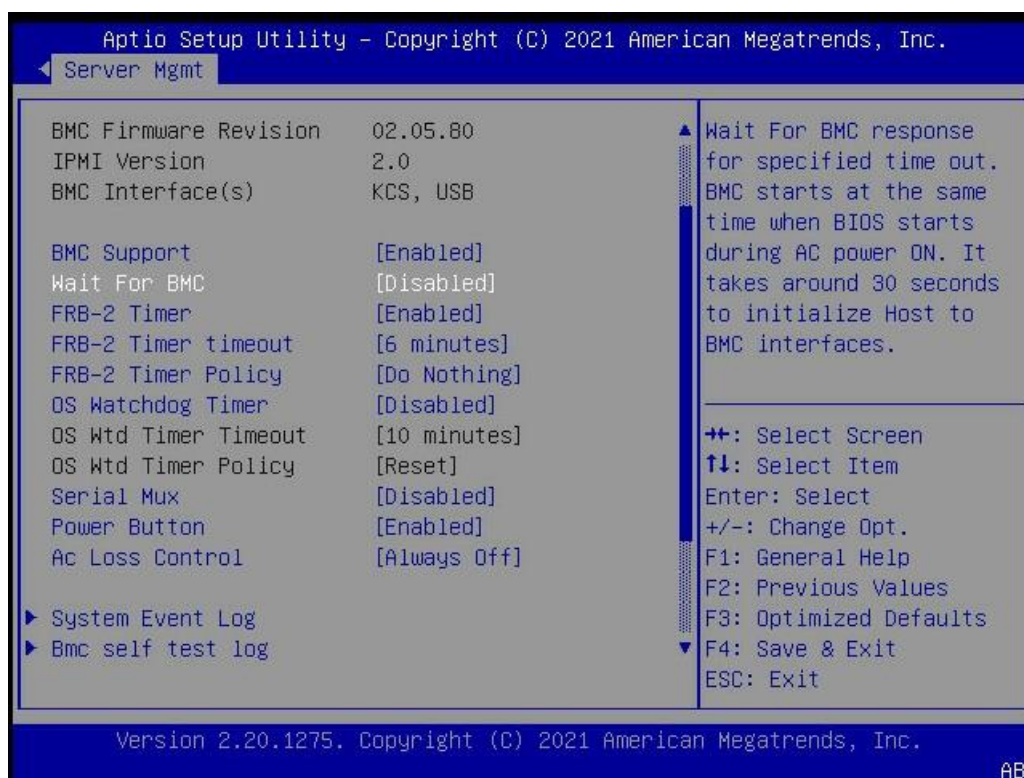 Aptio Setup Utility – Copyright (C) 2021 American Megatrends, Inc.
Server Mgmt
BMC Firmware Revision 02.05.80
IPMI Version 2.0
BMC Interface(s) KCS, USB
BMC Support [Enabled]
Wait For BMC [Disabled]
FRB-2 Timer [Enabled]
FRB-2 Timer timeout [6 minutes]
FRB-2 Timer Policy [Do Nothing]
OS Watchdog Timer [Disabled]
OS Wtd Timer Timeout [10 minutes]
OS Wtd Timer Policy [Reset]
Serial Mux [Disabled]
Power Button [Enabled]
Ac Loss Control [Always Off]
System Event Log
Bmc self test log
Wait For BMC response
for specified time out.
BMC starts at the same
time when BIOS starts
during AC power ON. It
takes around 30 seconds
to initialize Host to
BMC interfaces.
→←: Select Screen
↑↓: Select Item
Enter: Select
+/-: Change Opt.
F1: General Help
F2: Previous Values
F3: Optimized Defaults
F4: Save & Exit
ESC: Exit
Version 2.20.1275. Copyright (C) 2021 American Megatrends, Inc.
AB